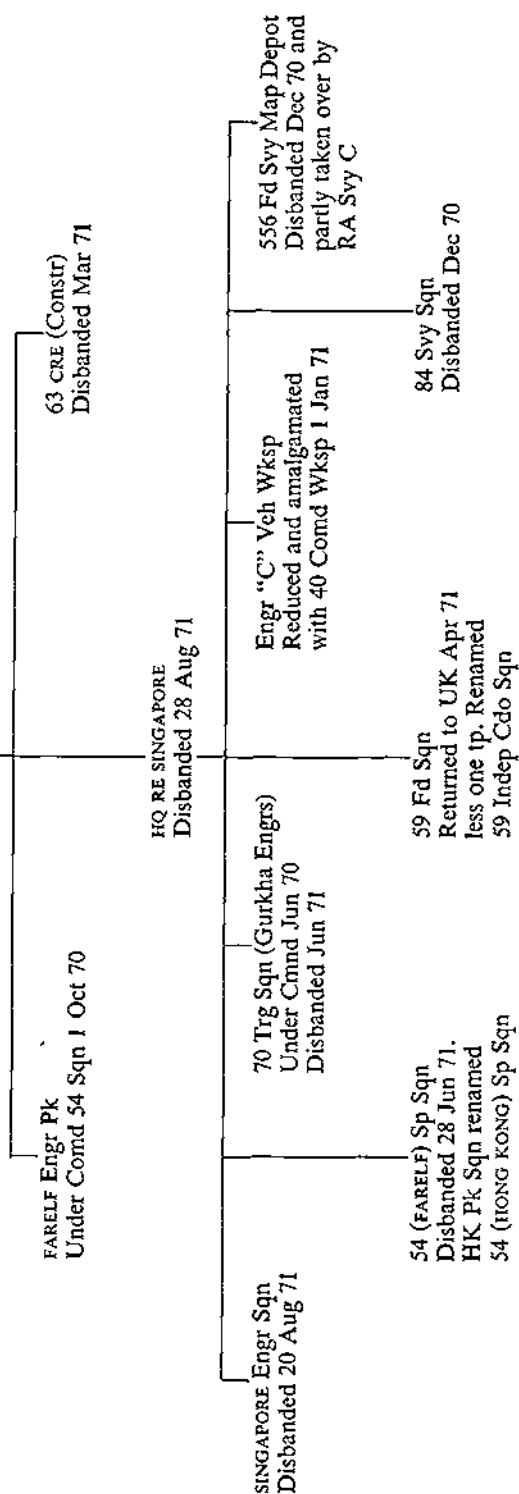 FARELF Engr Pk
Under Comd 54 Sqn 1 Oct 70
63 CRE (Constr)
Disbanded Mar 71
HQ RE SINGAPORE
Disbanded 28 Aug 71
SINGAPORE Engr Sqn
Disbanded 20 Aug 71
70 Trg Sqn (Gurkha Engrs)
Under Cmnd Jun 70
Disbanded Jun 71
Engr "C" Veh Wksp
Reduced and amalgamated
with 40 Comd Wksp 1 Jan 71
556 Fd Svy Map Depot
Disbanded Dec 70 and
partly taken over by
RA Svy C
54 (FARELF) Sp Sqn
Disbanded 28 Jun 71.
HK Pk Sqn renamed
54 (HONG KONG) Sp Sqn
59 Fd Sqn
Returned to UK Apr 71
less one tp. Renamed
59 Indep Cdo Sqn
84 Svy Sqn
Disbanded Dec 70